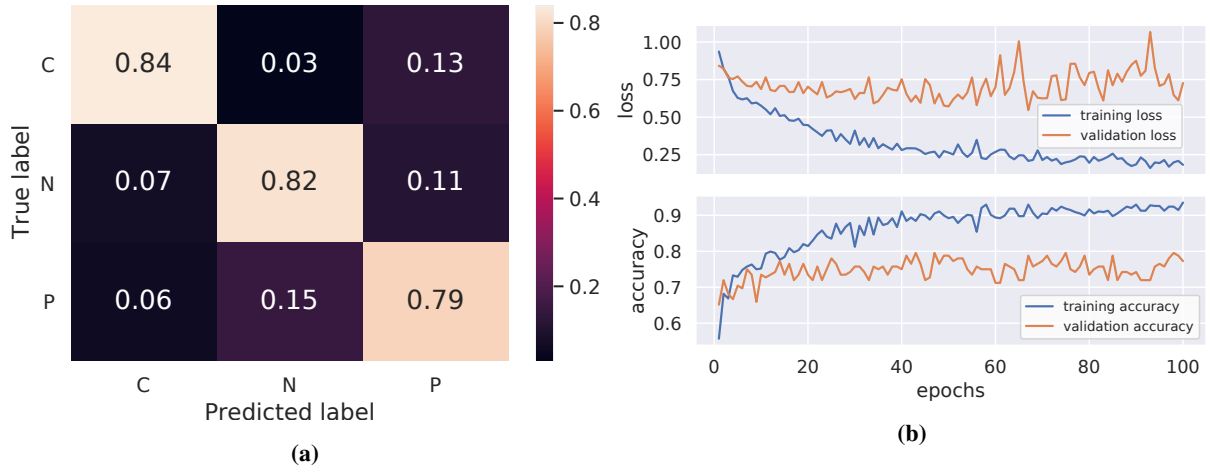 C 0.84 0.03 0.13
N 0.07 0.82 0.11
P 0.06 0.15 0.79
C N P
True label
Predicted label
0.8
0.6
0.4
0.2
(a)
1.00
0.75
0.50
0.25
loss
training loss
validation loss
0.9
0.8
0.7
0.6
accuracy
training accuracy
validation accuracy
0 20 40 60 80 100
epochs
(b)